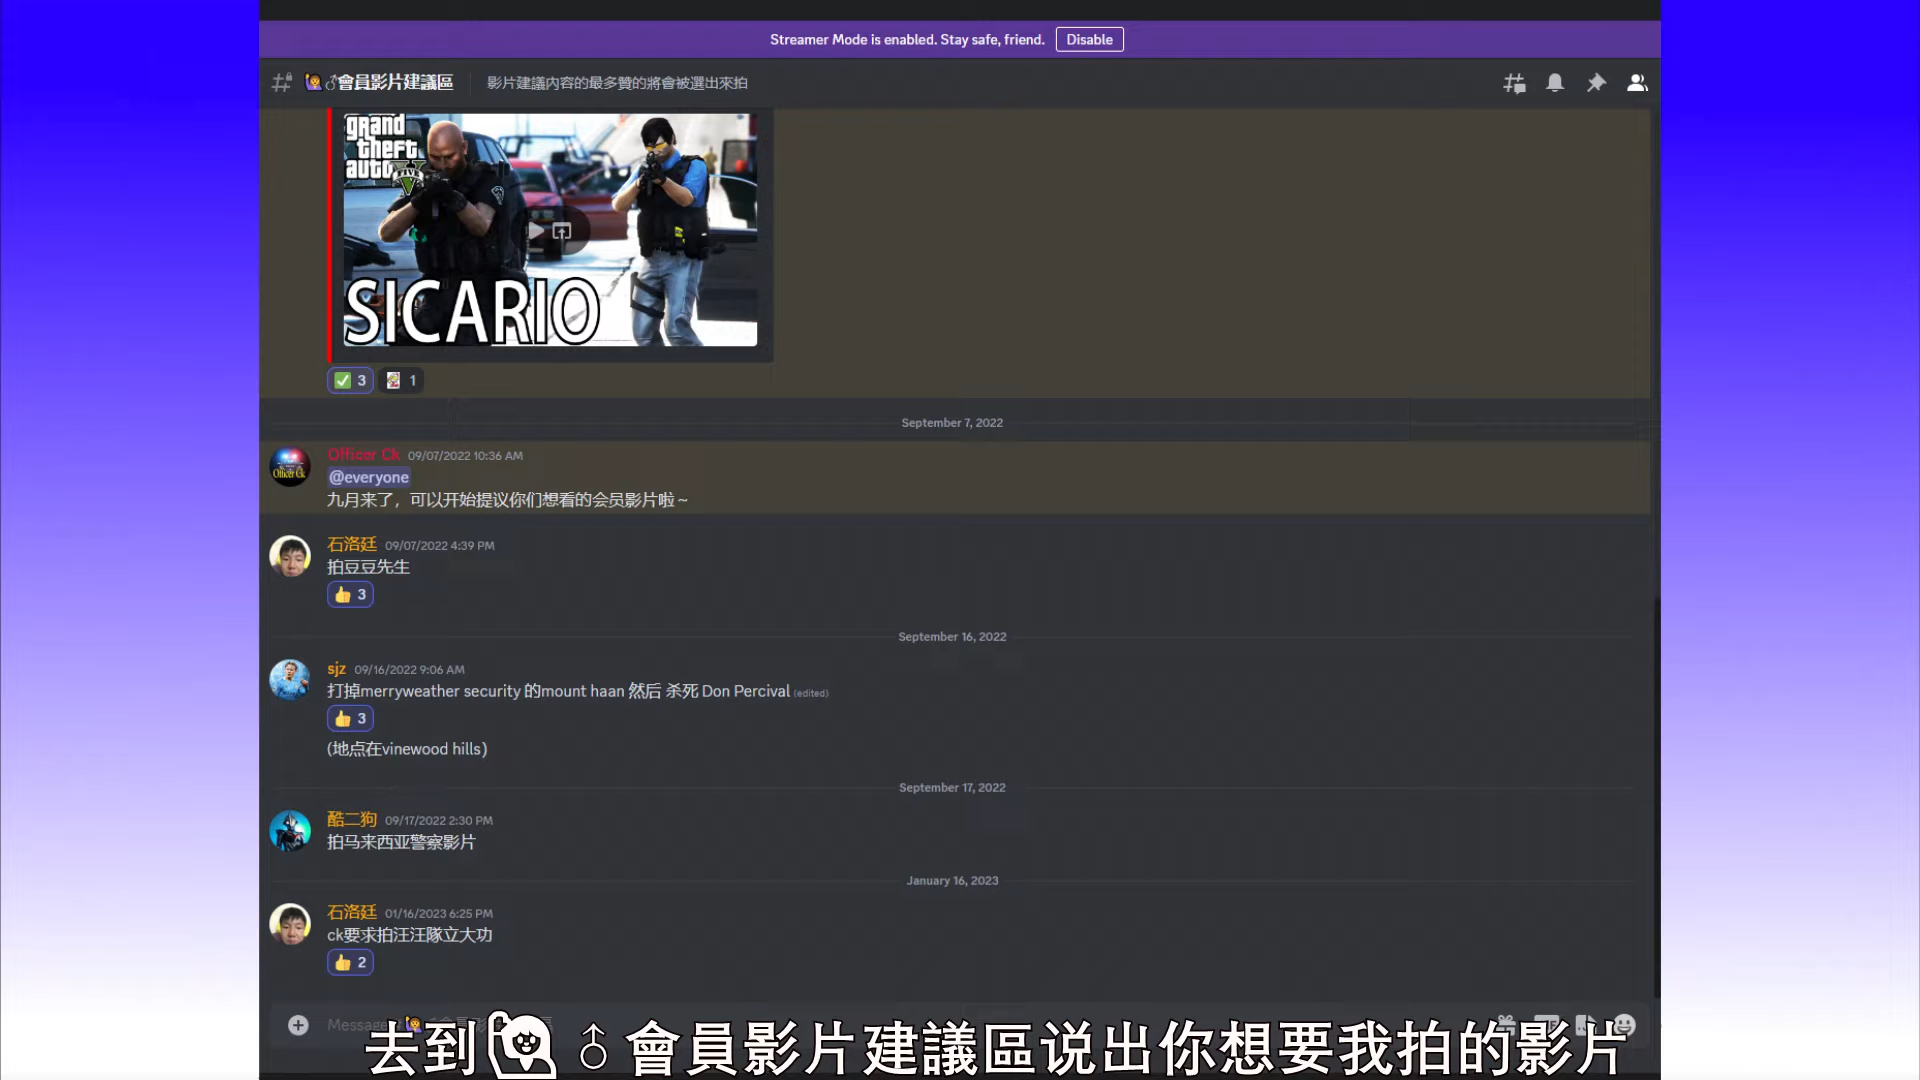 Streamer Mode is enabled. Stay safe, friend. Disable
🙋‍♂會員影片建議區 影片建議內容的最多贊的將會被選出來拍
grand
theft
auto
FIVE
SICARIO
3 1
September 7, 2022
Officer Ck 09/07/2022 10:36 AM
@everyone
九月来了，可以开始提议你们想看的会员影片啦～
石洛廷 09/07/2022 4:39 PM
拍豆豆先生
3
September 16, 2022
sjz 09/16/2022 9:06 AM
打掉merryweather security 的mount haan 然后 杀死 Don Percival (edited)
3
(地点在vinewood hills)
September 17, 2022
酷二狗 09/17/2022 2:30 PM
拍马来西亚警察影片
January 16, 2023
石洛廷 01/16/2023 6:25 PM
ck要求拍汪汪隊立大功
2
Message
去到🙋‍♂會員影片建議區说出你想要我拍的影片